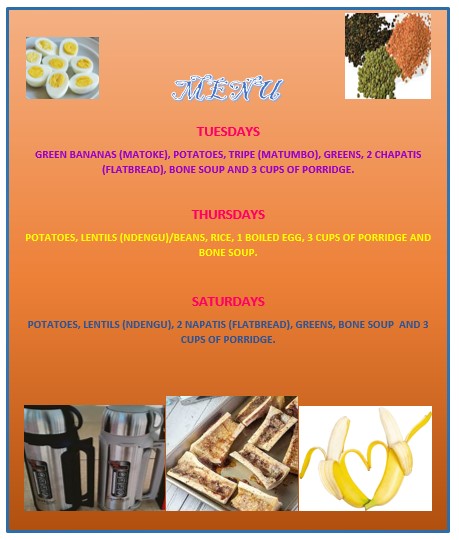 MENU
TUESDAYS
GREEN BANANAS (MATOKE), POTATOES, TRIPE (MATUMBO), GREENS, 2 CHAPATIS
(FLATBREAD), BONE SOUP AND 3 CUPS OF PORRIDGE.
THURSDAYS
POTATOES, LENTILS (NDENGU)/BEANS, RICE, 1 BOILED EGG, 3 CUPS OF PORRIDGE AND
BONE SOUP.
SATURDAYS
POTATOES, LENTILS (NDENGU), 2 NAPATIS (FLATBREAD), GREENS, BONE SOUP AND 3
CUPS OF PORRIDGE.